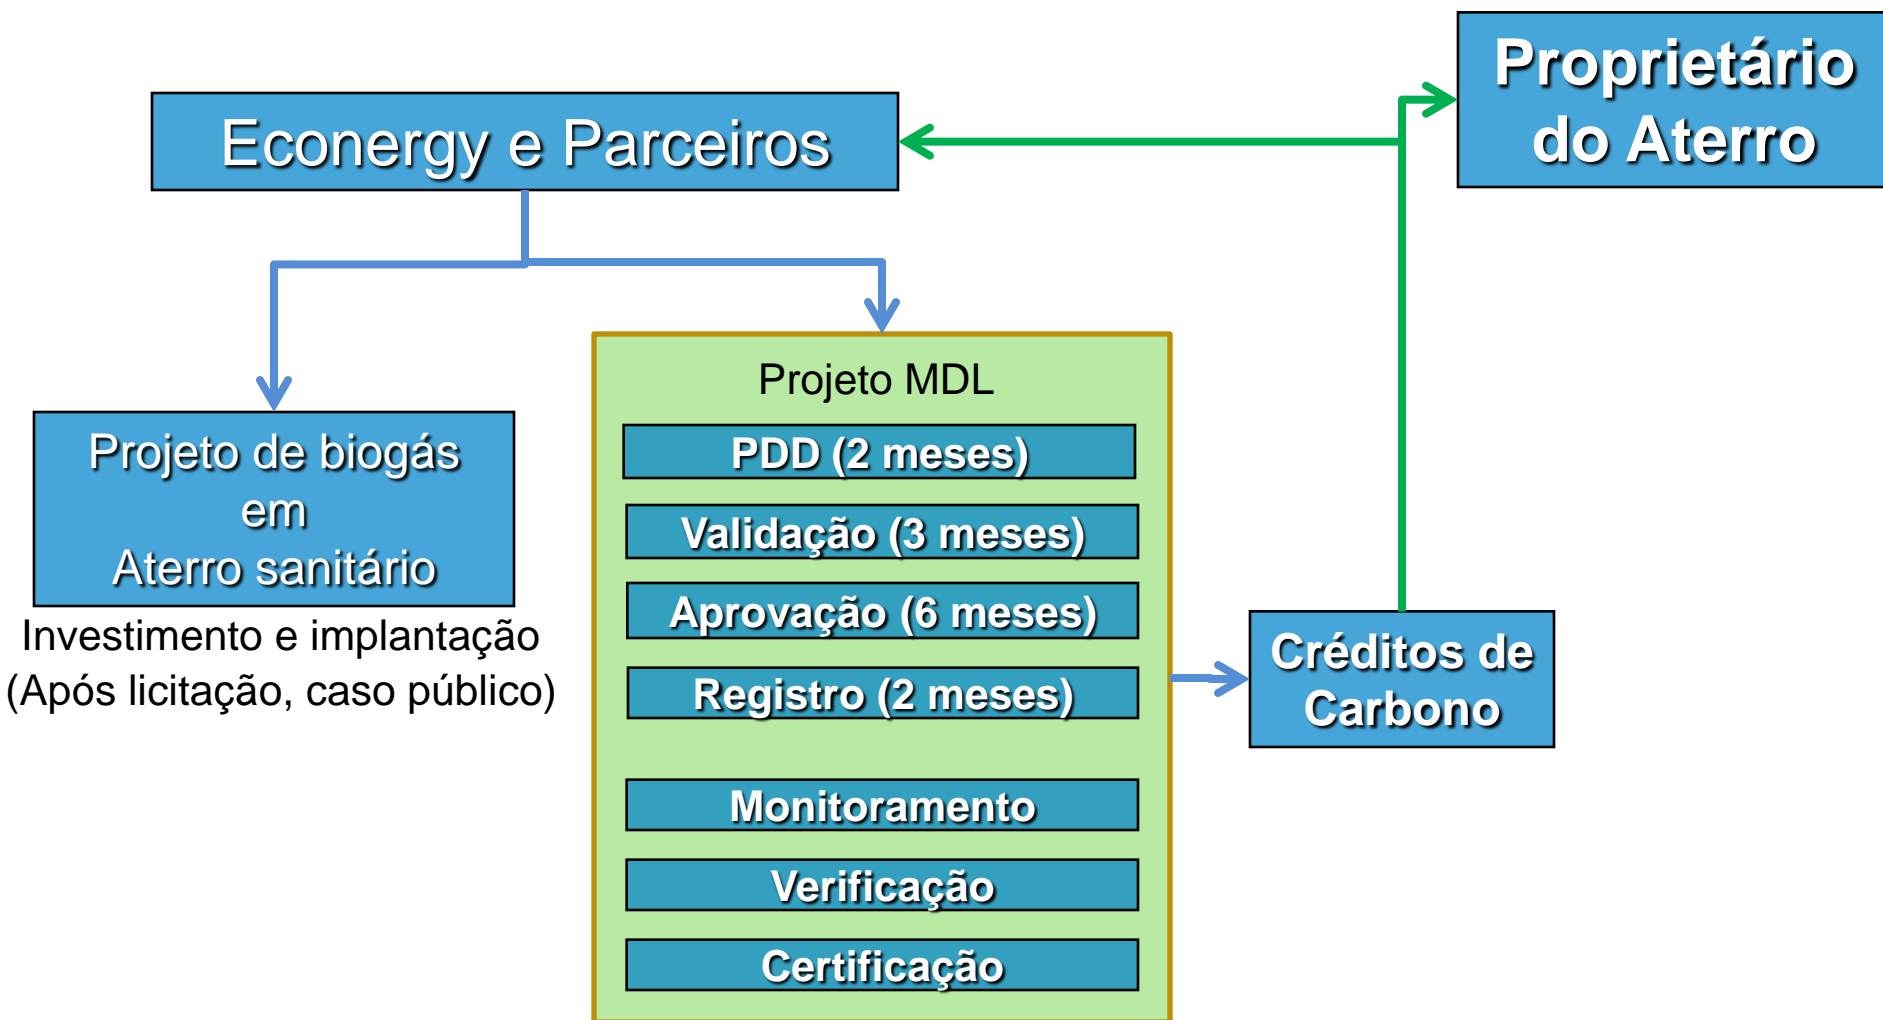 Proprietário
do Aterro
Econergy e Parceiros
Projeto de biogás
em
Aterro sanitário
Investimento e implantação
(Após licitação, caso público)
Projeto MDL
PDD (2 meses)
Validação (3 meses)
Aprovação (6 meses)
Registro (2 meses)
Monitoramento
Verificação
Certificação
Créditos de
Carbono